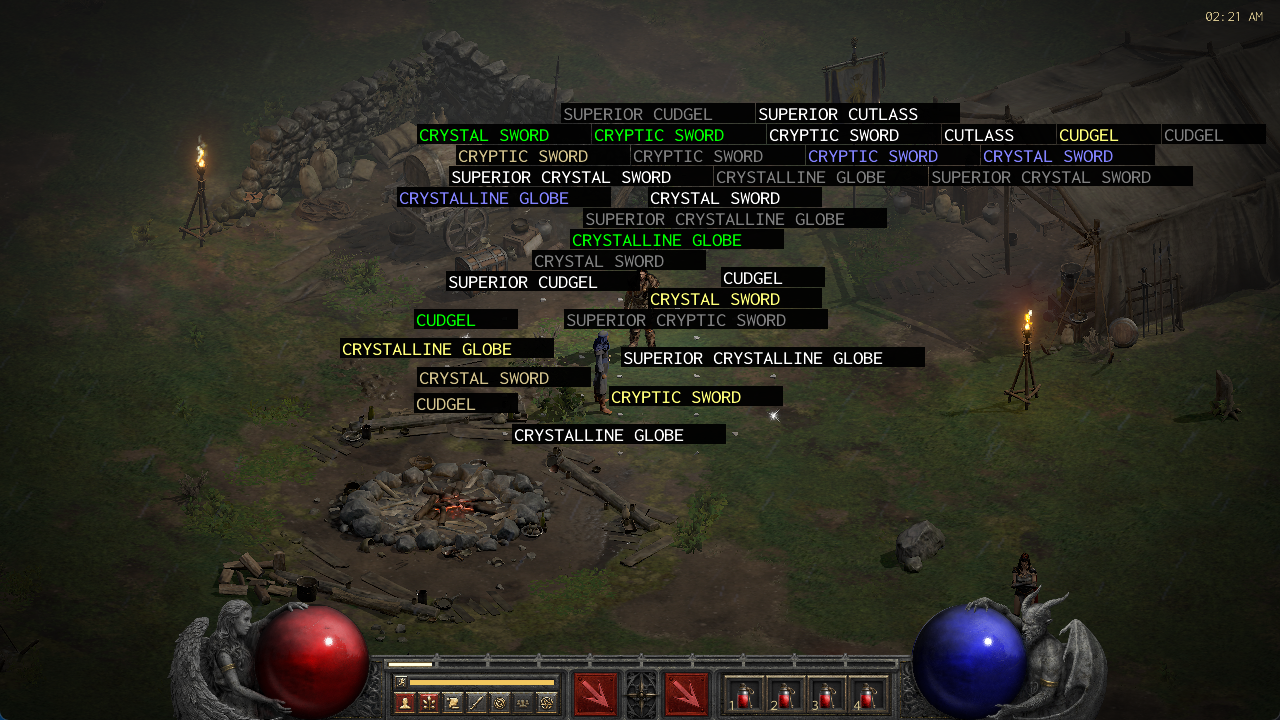 02:21 AM
SUPERIOR CUDGEL SUPERIOR CUTLASS
CRYSTAL SWORD CRYPTIC SWORD CRYPTIC SWORD CUTLASS CUDGEL CUDGEL
CRYPTIC SWORD CRYPTIC SWORD CRYPTIC SWORD CRYSTAL SWORD
SUPERIOR CRYSTAL SWORD CRYSTALLINE GLOBE SUPERIOR CRYSTAL SWORD
CRYSTALLINE GLOBE CRYSTAL SWORD
SUPERIOR CRYSTALLINE GLOBE
CRYSTALLINE GLOBE
CRYSTAL SWORD
SUPERIOR CUDGEL CUDGEL
CRYSTAL SWORD
CUDGEL SUPERIOR CRYPTIC SWORD
CRYSTALLINE GLOBE
SUPERIOR CRYSTALLINE GLOBE
CRYSTAL SWORD
CRYPTIC SWORD
CUDGEL
CRYSTALLINE GLOBE
1 2 3 4